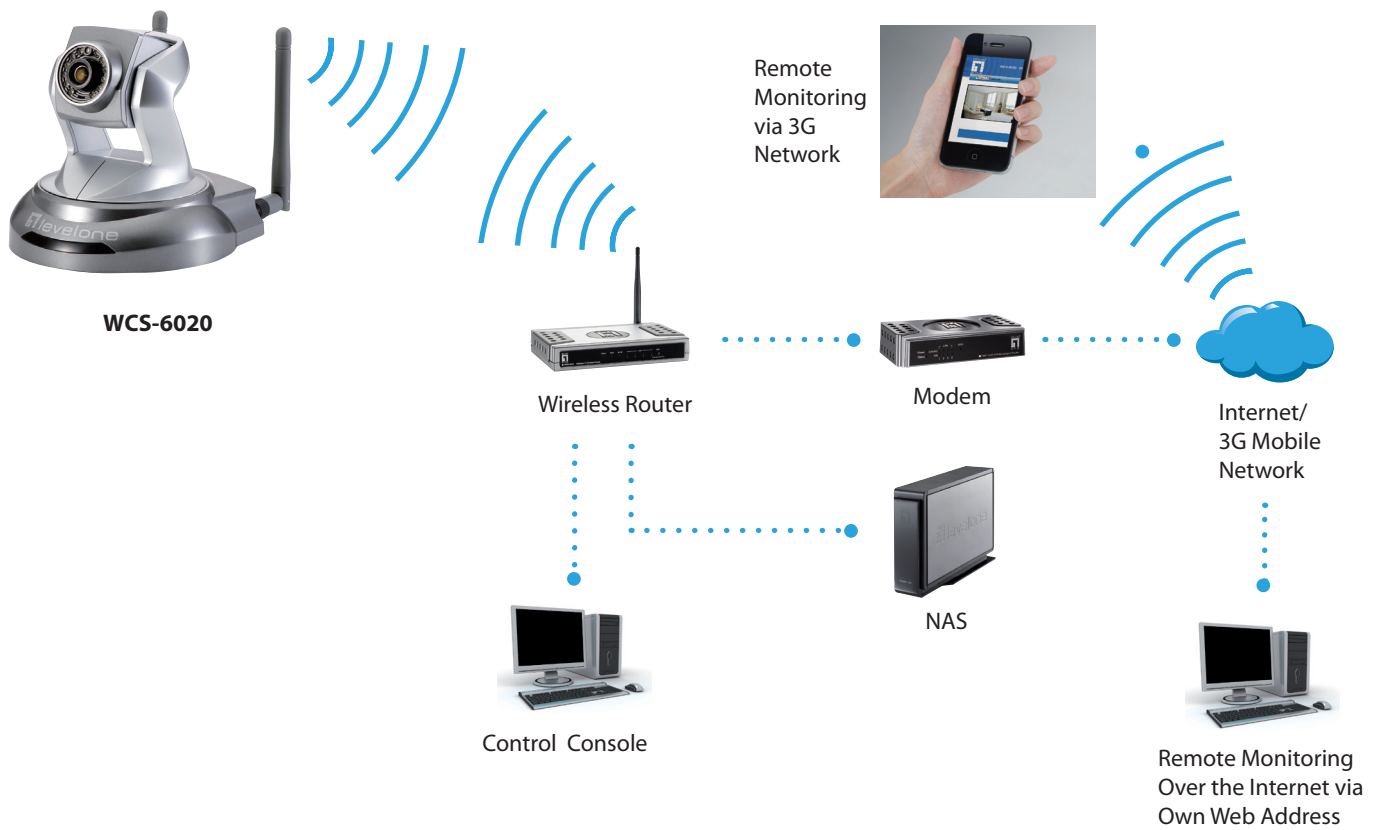 Remote
Monitoring
via 3G
Network
levelone
WCS-6020
Wireless Router
Modem
Internet/
3G Mobile
Network
levelone
NAS
Control Console
Remote Monitoring
Over the Internet via
Own Web Address